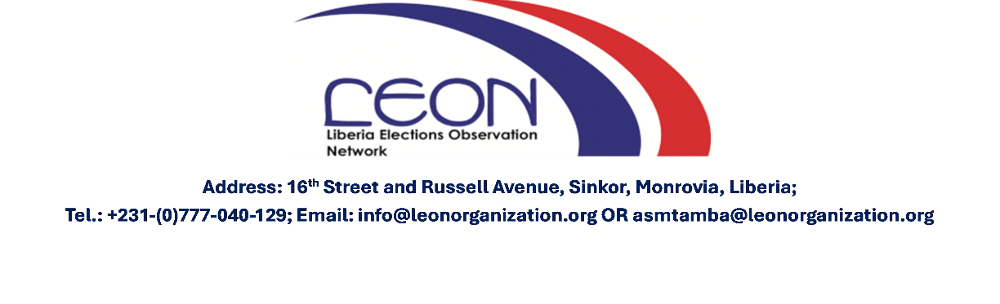 LEON
Liberia Elections Observation
Network
Address: 16th Street and Russell Avenue, Sinkor, Monrovia, Liberia;
Tel.: +231-(0)777-040-129; Email: info@leonorganization.org OR asmtamba@leonorganization.org